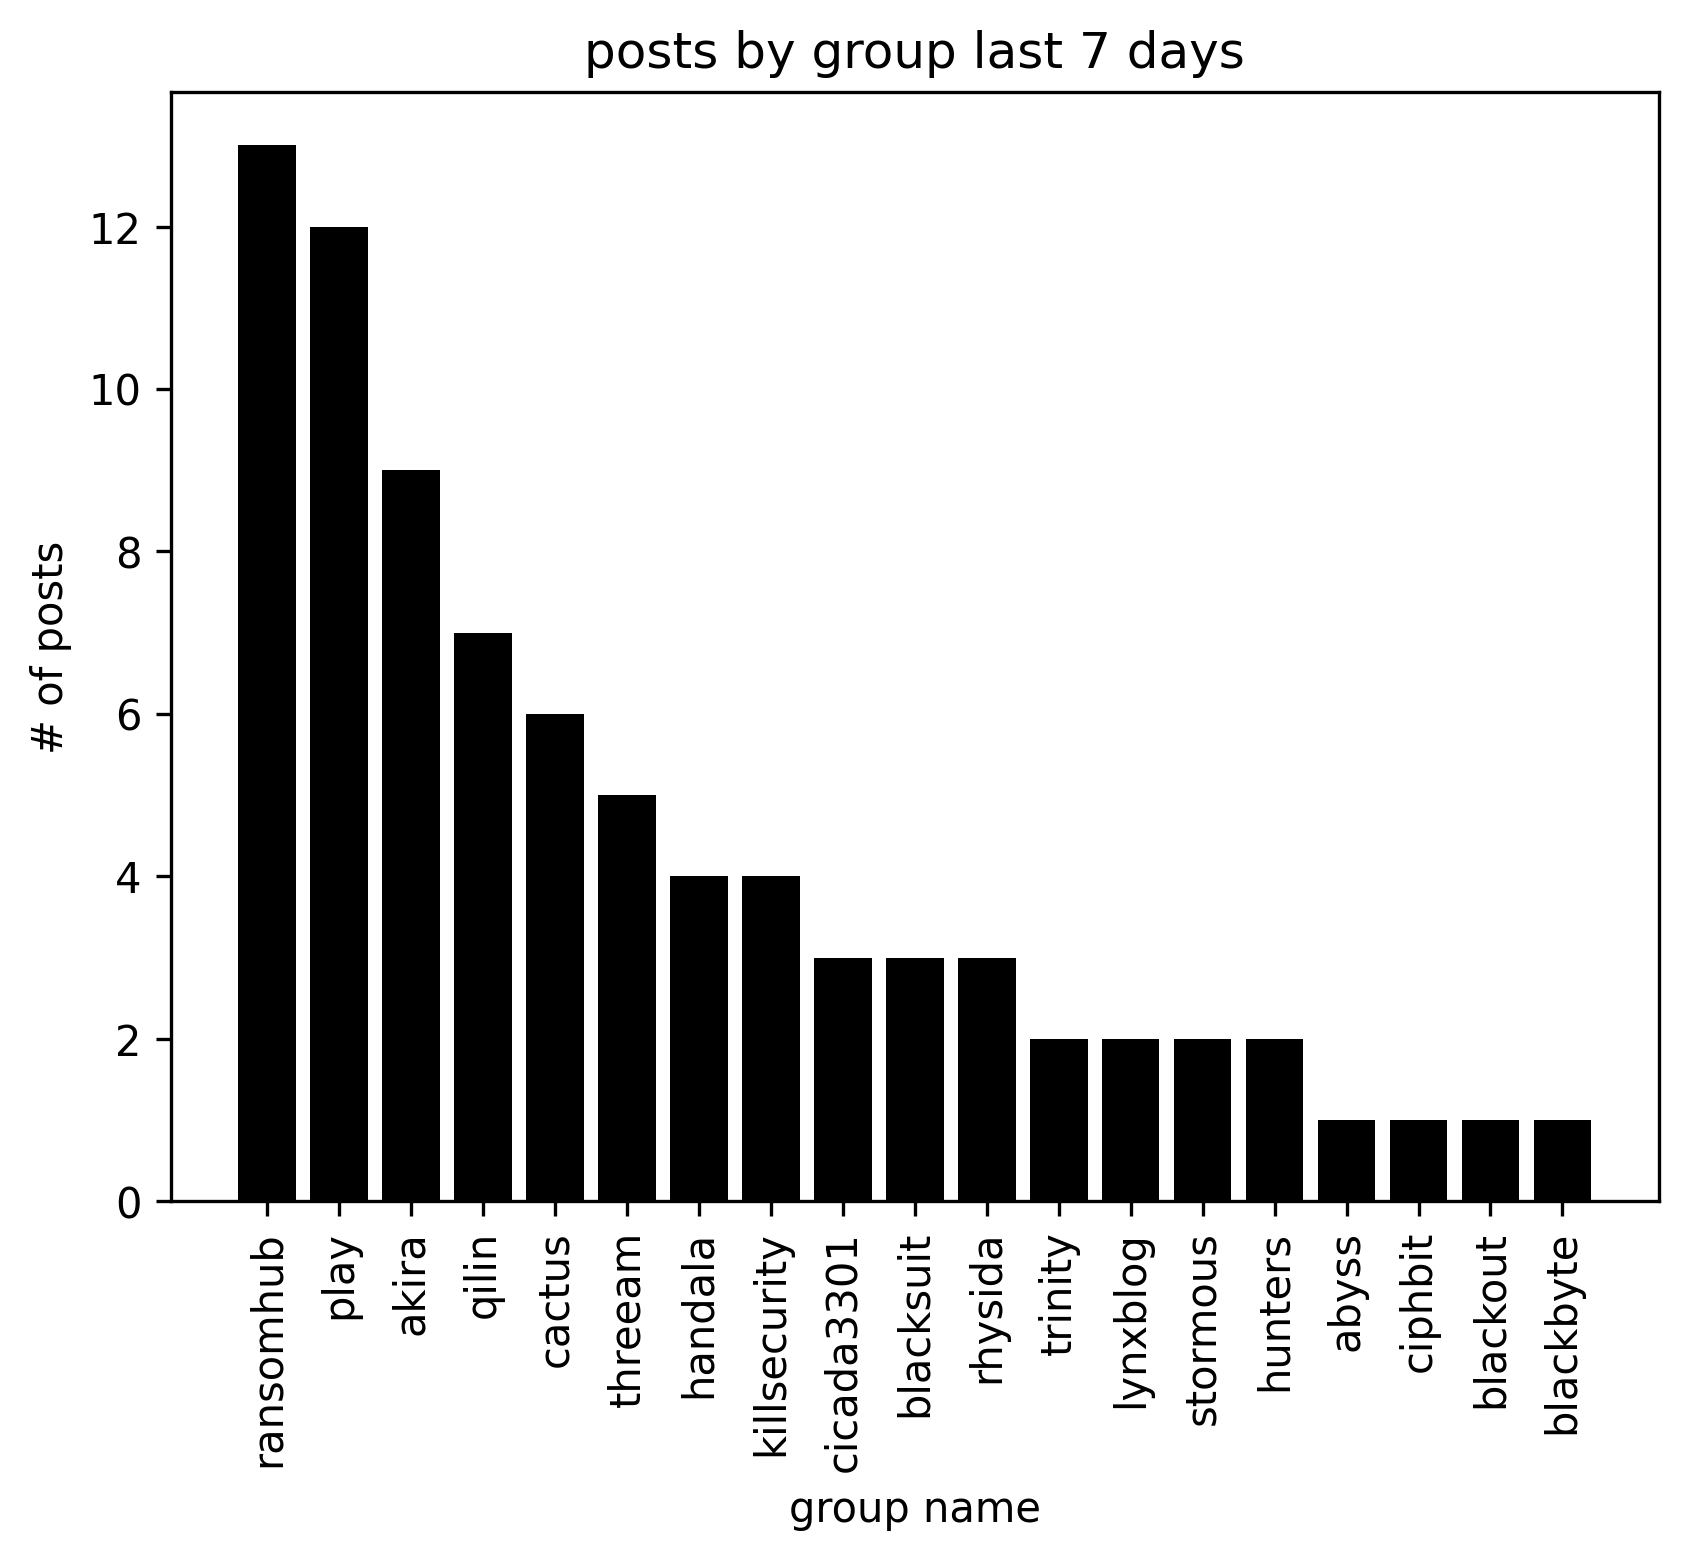 posts by group last 7 days
# of posts
12
10
8
6
4
2
0
ransomhub
play
akira
qilin
cactus
threeam
handala
killsecurity
cicada3301
blacksuit
rhysida
trinity
lynxblog
stormous
hunters
abyss
ciphbit
blackout
blackbyte
group name